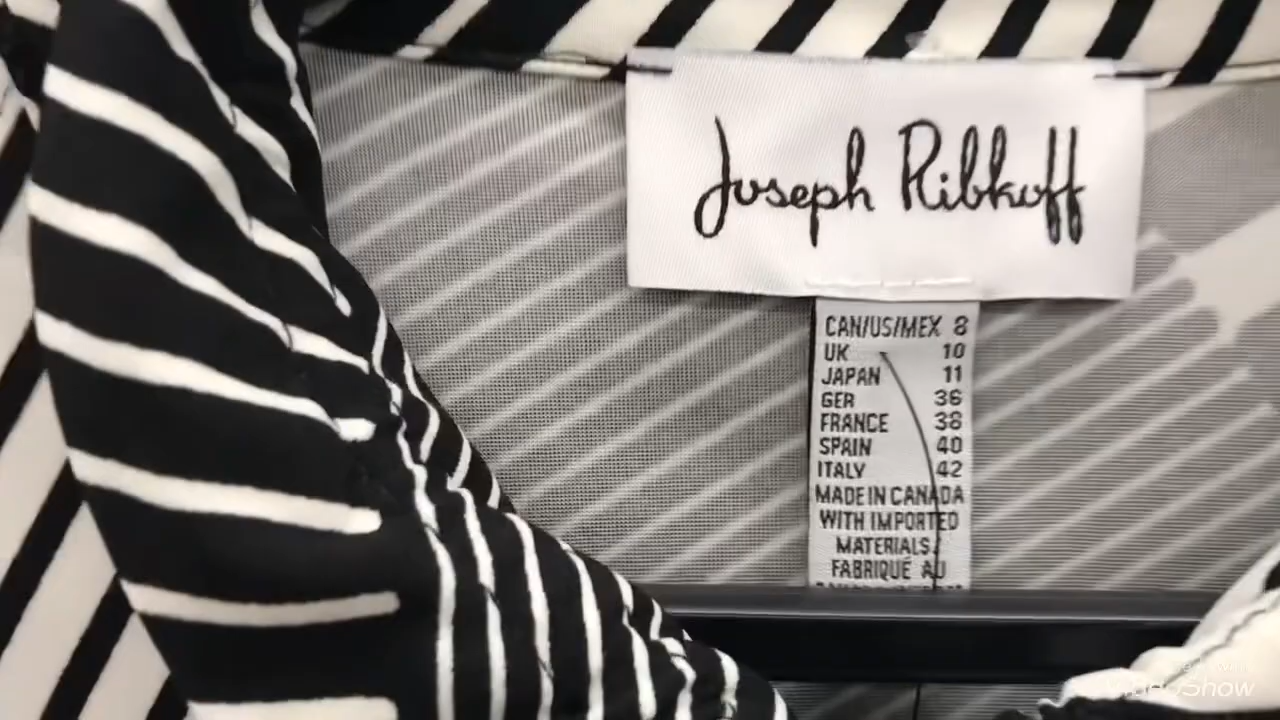 Joseph Ribkoff
CAN/US/MEX 8
UK 10
JAPAN 11
GER 36
FRANCE 38
SPAIN 40
ITALY 42
MADE IN CANADA
WITH IMPORTED
MATERIALS.
FABRIQUÉ AU
VideoShow